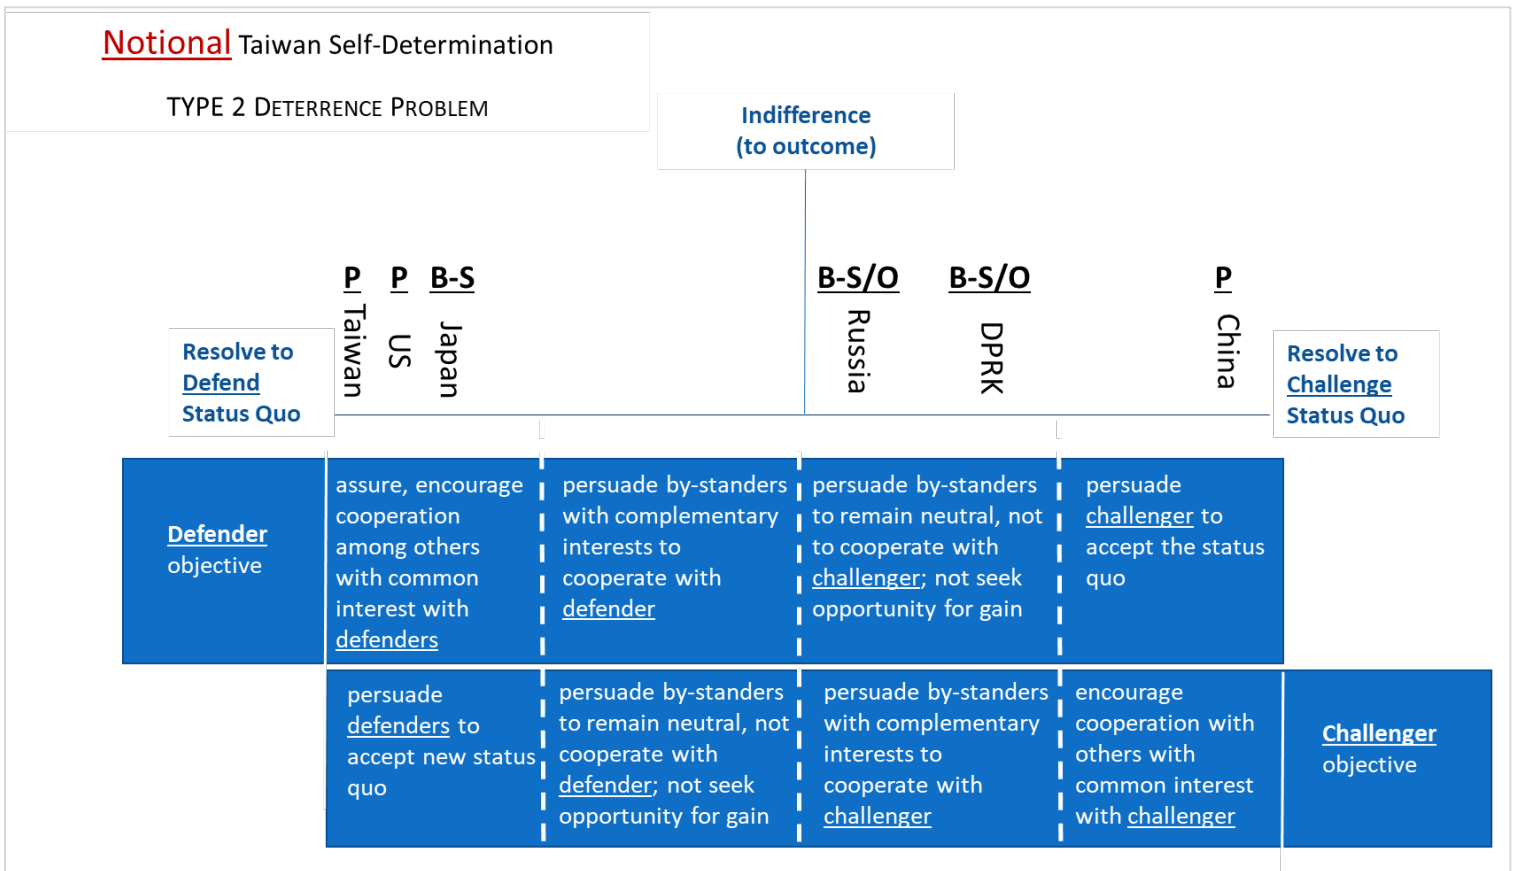 Notional Taiwan Self-Determination
TYPE 2 DETERRENCE PROBLEM
Indifference
(to outcome)
P
P
B-S
B-S/O
B-S/O
P
Taiwan
US
Japan
Russia
DPRK
China
Resolve to
Defend
Status Quo
Resolve to
Challenge
Status Quo
Defender
objective
assure, encourage
cooperation
among others
with common
interest with
defenders
persuade by-standers
with complementary
interests to
cooperate with
defender
persuade by-standers
to remain neutral, not
to cooperate with
challenger; not seek
opportunity for gain
persuade
challenger to
accept the status
quo
persuade
defenders to
accept new status
quo
persuade by-standers
to remain neutral, not
cooperate with
defender; not seek
opportunity for gain
persuade by-standers
with complementary
interests to
cooperate with
challenger
encourage
cooperation with
others with
common interest
with challenger
Challenger
objective